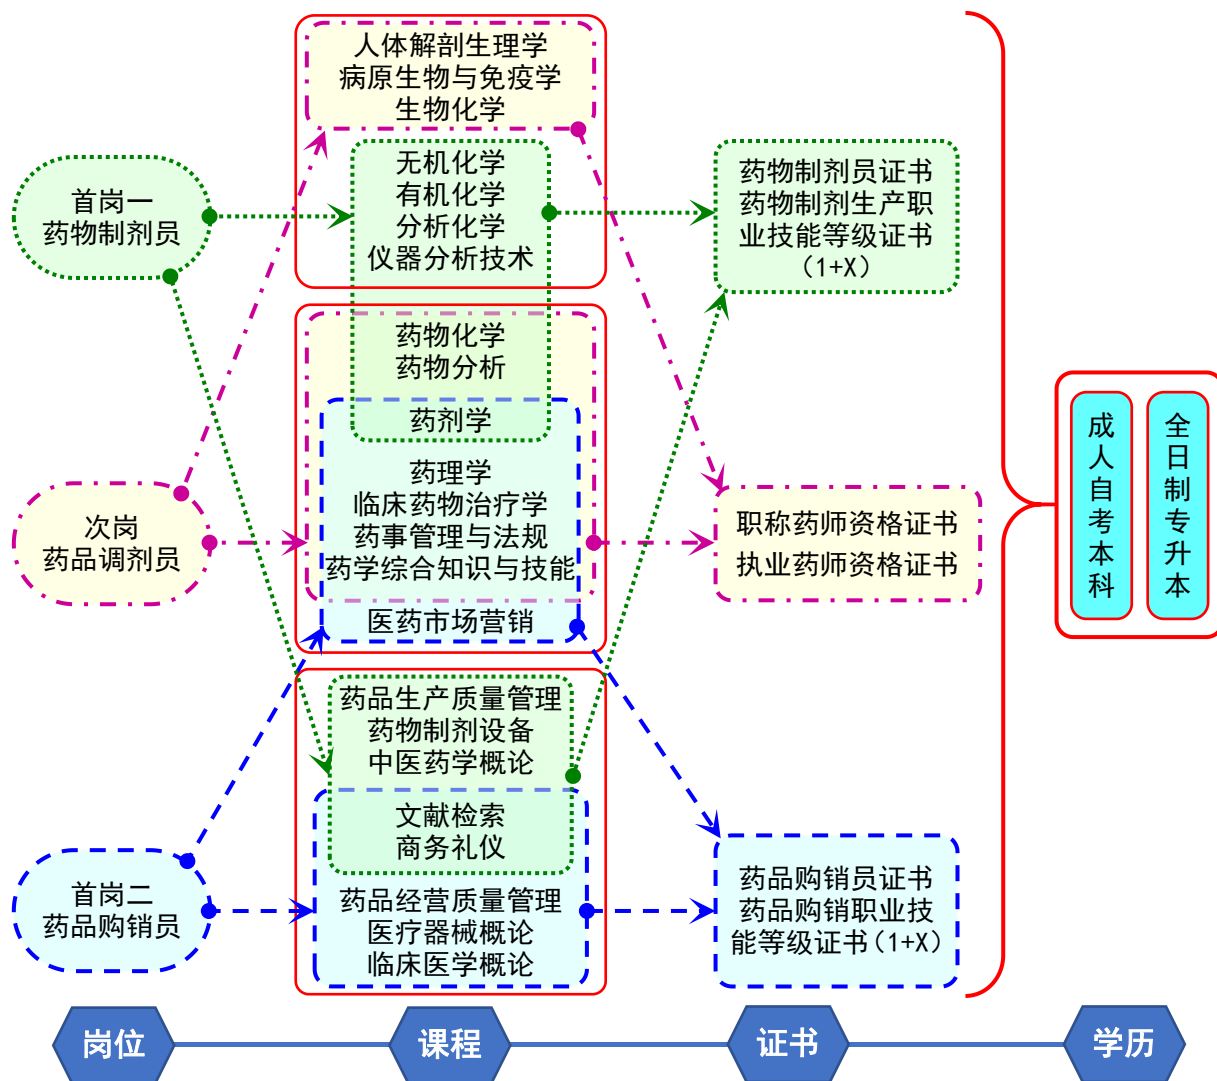 首岗一
药物制剂员
次岗
药品调剂员
首岗二
药品购销员
人体解剖生理学
病原生物与免疫学
生物化学
无机化学
有机化学
分析化学
仪器分析技术
药物化学
药物分析
药剂学
药理学
临床药物治疗学
药事管理与法规
药学综合知识与技能
医药市场营销
药品生产质量管理
药物制剂设备
中医药学概论
文献检索
商务礼仪
药品经营质量管理
医疗器械概论
临床医学概论
药物制剂员证书
药物制剂生产职
业技能等级证书
（1+X）
职称药师资格证书
执业药师资格证书
药品购销员证书
药品购销职业技
能等级证书（1+X）
成人自考本科
全日制专升本
岗位
课程
证书
学历